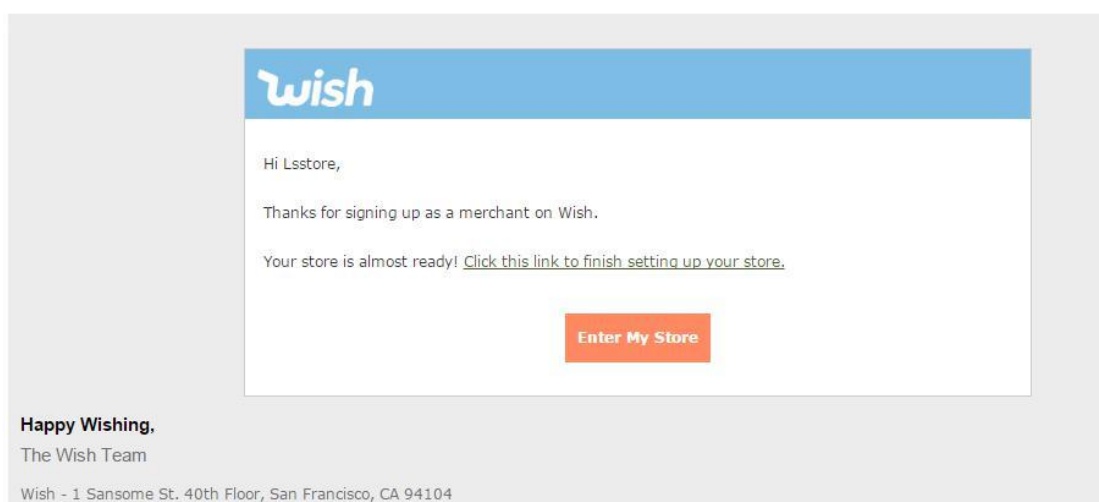 wish
Hi Lsstore,
Thanks for signing up as a merchant on Wish.
Your store is almost ready! Click this link to finish setting up your store.
Enter My Store
Happy Wishing,
The Wish Team
Wish - 1 Sansome St. 40th Floor, San Francisco, CA 94104